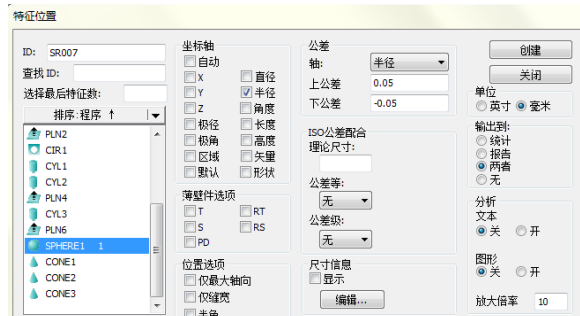 特征位置
ID: SR007
查找 ID:
选择最后特征数:
排序:程序 ↑
PLN2
CIR1
CYL1
CYL2
PLN4
CYL3
PLN6
SPHERE1 1
CONE1
CONE2
CONE3
坐标轴
自动
X 直径
Y 半径
Z 角度
极径 长度
极角 高度
区域 矢量
默认 形状
薄壁件选项
T RT
S RS
PD
位置选项
仅最大轴向
仅缝宽
半角
公差
轴: 半径
上公差 0.05
下公差 -0.05
ISO公差配合
理论尺寸:
公差等:
无
公差级:
无
尺寸信息
显示
编辑...
创建
关闭
单位
英寸 毫米
输出到:
统计
报告
两者
无
分析
文本
关 开
图形
关 开
放大倍率 10